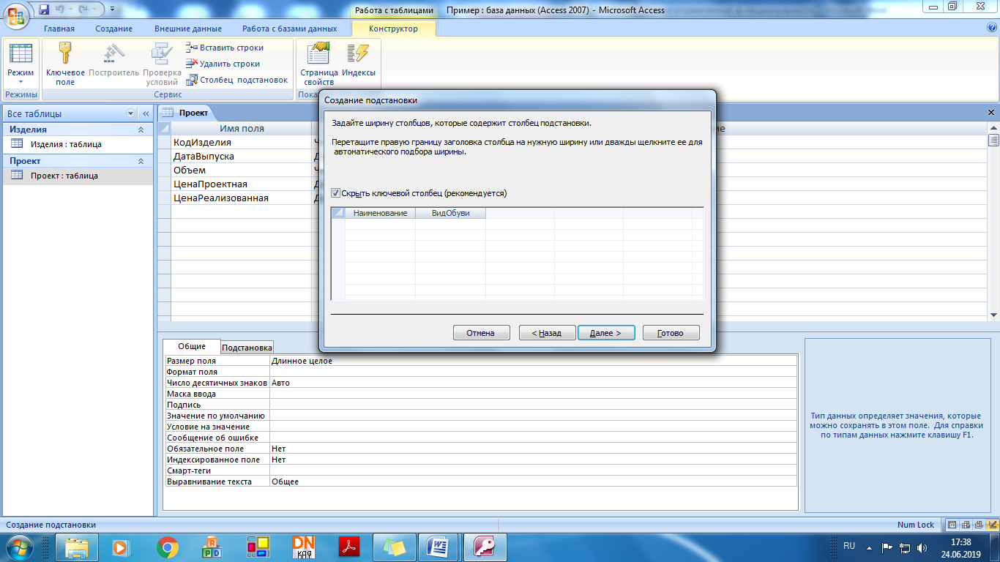 Работа с таблицами
Пример : база данных (Access 2007) - Microsoft Access
Главная
Создание
Внешние данные
Работа с базами данных
Конструктор
Режим
Режимы
Ключевое поле
Построитель
Проверка условий
Вставить строки
Удалить строки
Столбец подстановок
Сервис
Страница свойств
Индексы
Все таблицы
«
Изделия
Изделия : таблица
Проект
Проект : таблица
Проект
Имя поля
КодИзделия
ДатаВыпуска
Объем
ЦенаПроектная
ЦенаРеализованная
Создание подстановки
Задайте ширину столбцов, которые содержит столбец подстановки.
Перетащите правую границу заголовка столбца на нужную ширину или дважды щелкните ее для
автоматического подбора ширины.
Скрыть ключевой столбец (рекомендуется)
Наименование
ВидОбуви
Отмена
< Назад
Далее >
Готово
Общие
Подстановка
Размер поля Длинное целое
Формат поля
Число десятичных знаков Авто
Маска ввода
Подпись
Значение по умолчанию
Условие на значение
Сообщение об ошибке
Обязательное поле Нет
Индексированное поле Нет
Смарт-теги
Выравнивание текста Общее
Тип данных определяет значения, которые
можно сохранять в этом поле. Для справки
по типам данных нажмите клавишу F1.
Создание подстановки
Num Lock
DN
КАФ
RU
17:38
24.06.2019